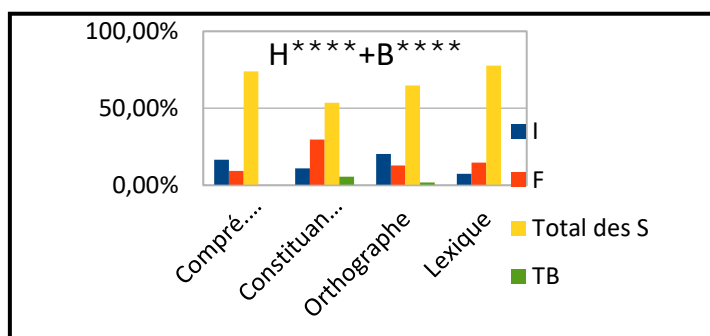 100,00%
H****+B****
50,00%
0,00%
Compré....
Constituan...
Orthographe
Lexique
I
F
Total des S
TB